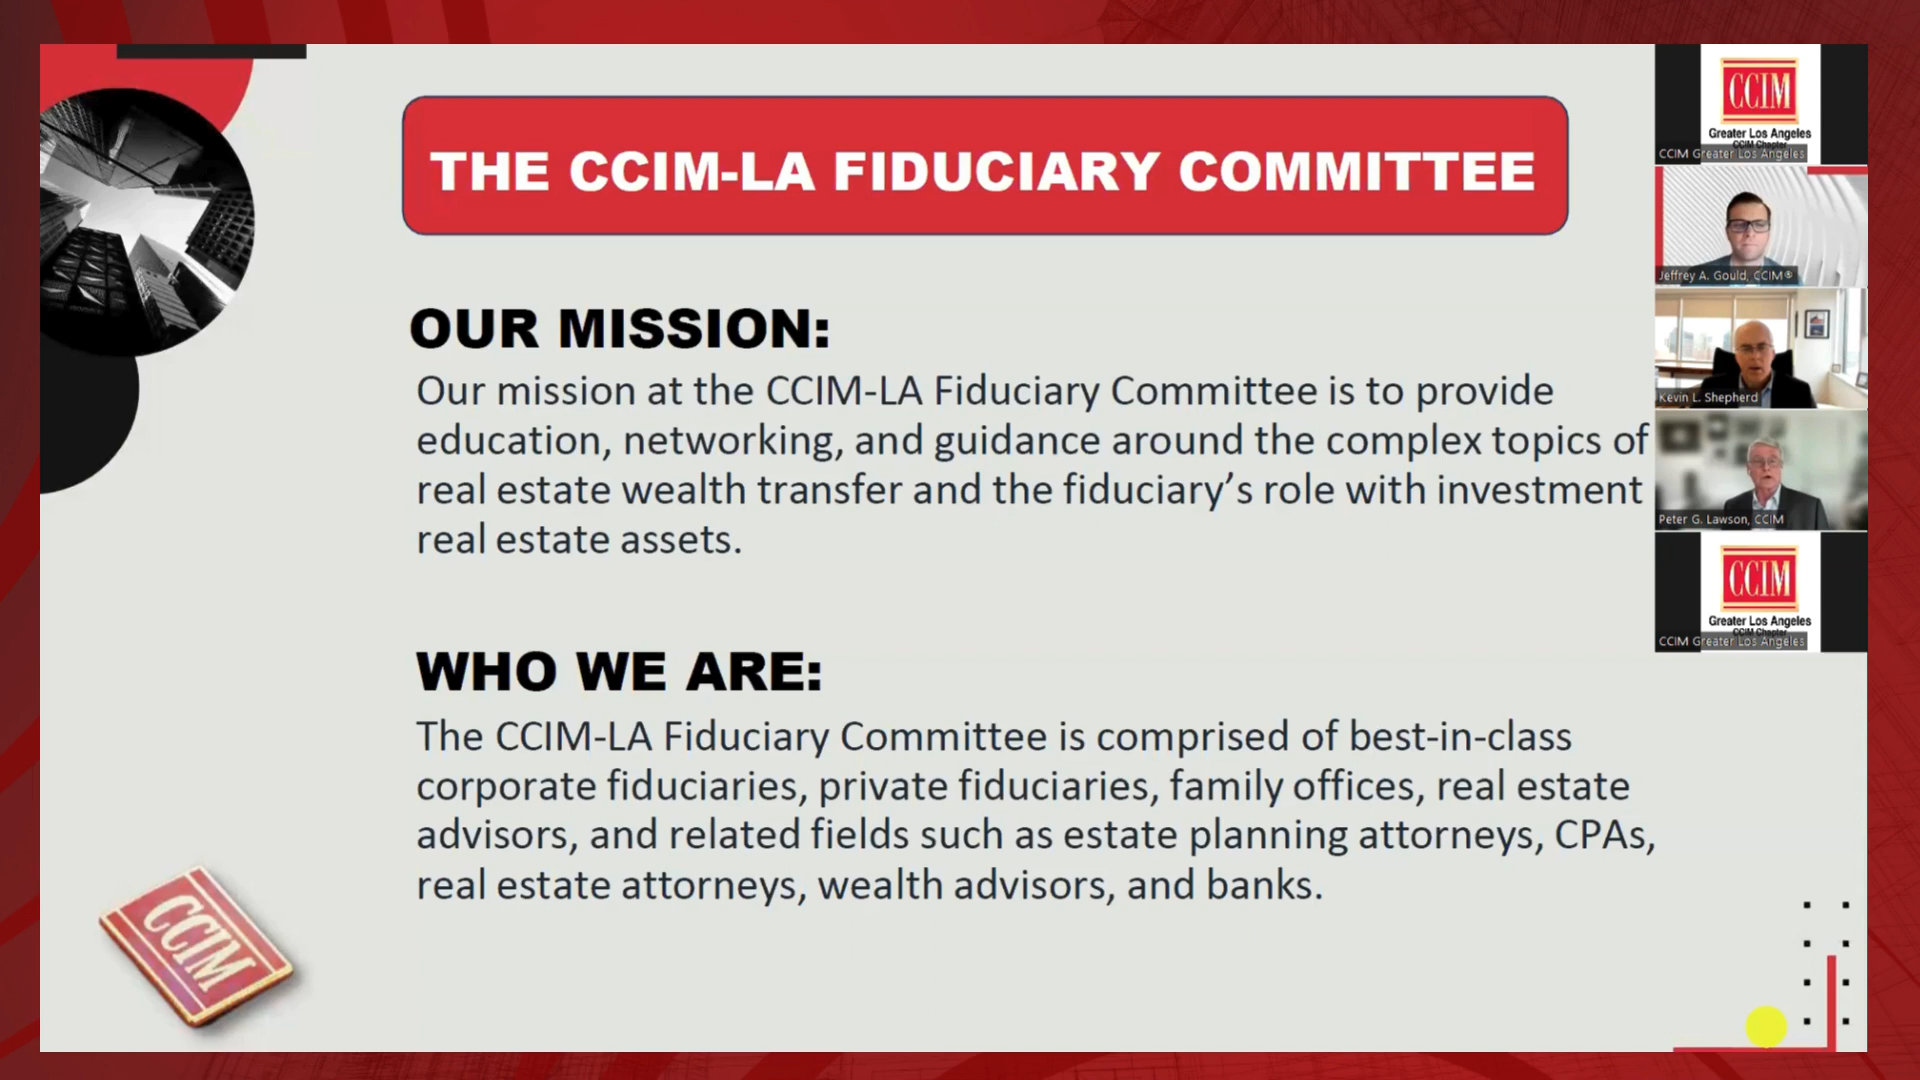 THE CCIM-LA FIDUCIARY COMMITTEE
OUR MISSION:
Our mission at the CCIM-LA Fiduciary Committee is to provide
education, networking, and guidance around the complex topics of
real estate wealth transfer and the fiduciary’s role with investment
real estate assets.
WHO WE ARE:
The CCIM-LA Fiduciary Committee is comprised of best-in-class
corporate fiduciaries, private fiduciaries, family offices, real estate
advisors, and related fields such as estate planning attorneys, CPAs,
real estate attorneys, wealth advisors, and banks.
CCIM
CCIM
Greater Los Angeles
CCIM Chapter
CCIM Greater Los Angeles
Jeffrey A. Gould, CCIM®
Kevin L. Shepherd
Peter G. Lawson, CCIM
CCIM
Greater Los Angeles
CCIM Chapter
CCIM Greater Los Angeles